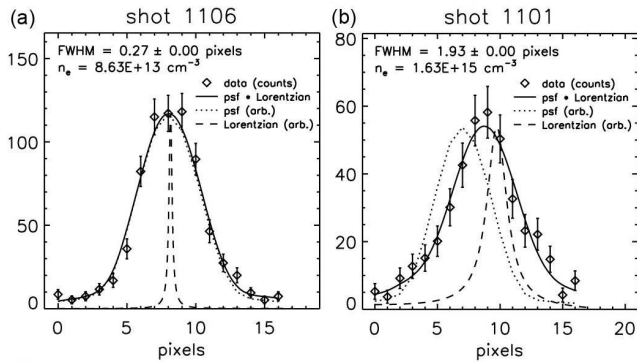 (a) shot 1106
FWHM = 0.27 ± 0.00 pixels
nₑ = 8.63E+13 cm⁻³
data (counts)
psf • Lorentzian
psf (arb.)
Lorentzian (arb.)
150
100
50
0
0 5 10 15
pixels
(b) shot 1101
FWHM = 1.93 ± 0.00 pixels
nₑ = 1.63E+15 cm⁻³
data (counts)
psf • Lorentzian
psf (arb.)
Lorentzian (arb.)
80
60
40
20
0
0 5 10 15 20
pixels